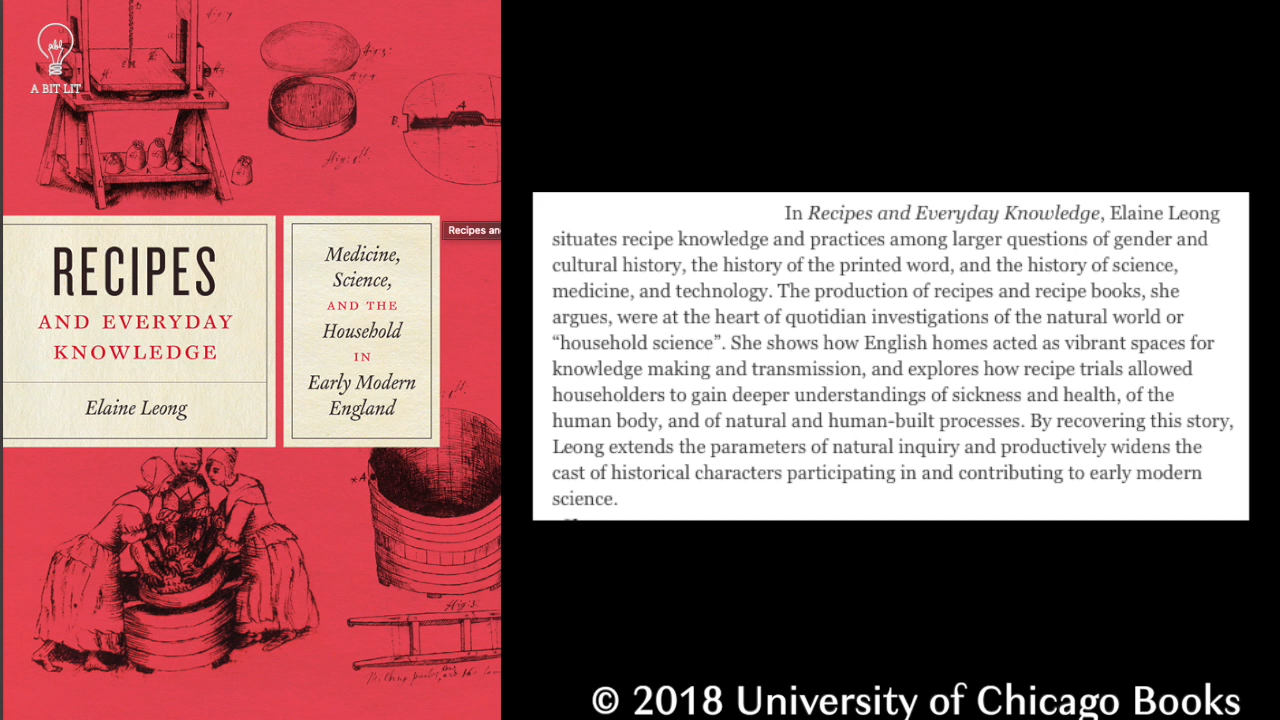 A BIT LIT
RECIPES
AND EVERYDAY
KNOWLEDGE
Elaine Leong
Medicine,
Science,
AND THE
Household
IN
Early Modern
England
Recipes an
In Recipes and Everyday Knowledge, Elaine Leong
situates recipe knowledge and practices among larger questions of gender and
cultural history, the history of the printed word, and the history of science,
medicine, and technology. The production of recipes and recipe books, she
argues, were at the heart of quotidian investigations of the natural world or
“household science”. She shows how English homes acted as vibrant spaces for
knowledge making and transmission, and explores how recipe trials allowed
householders to gain deeper understandings of sickness and health, of the
human body, and of natural and human-built processes. By recovering this story,
Leong extends the parameters of natural inquiry and productively widens the
cast of historical characters participating in and contributing to early modern
science.
© 2018 University of Chicago Books